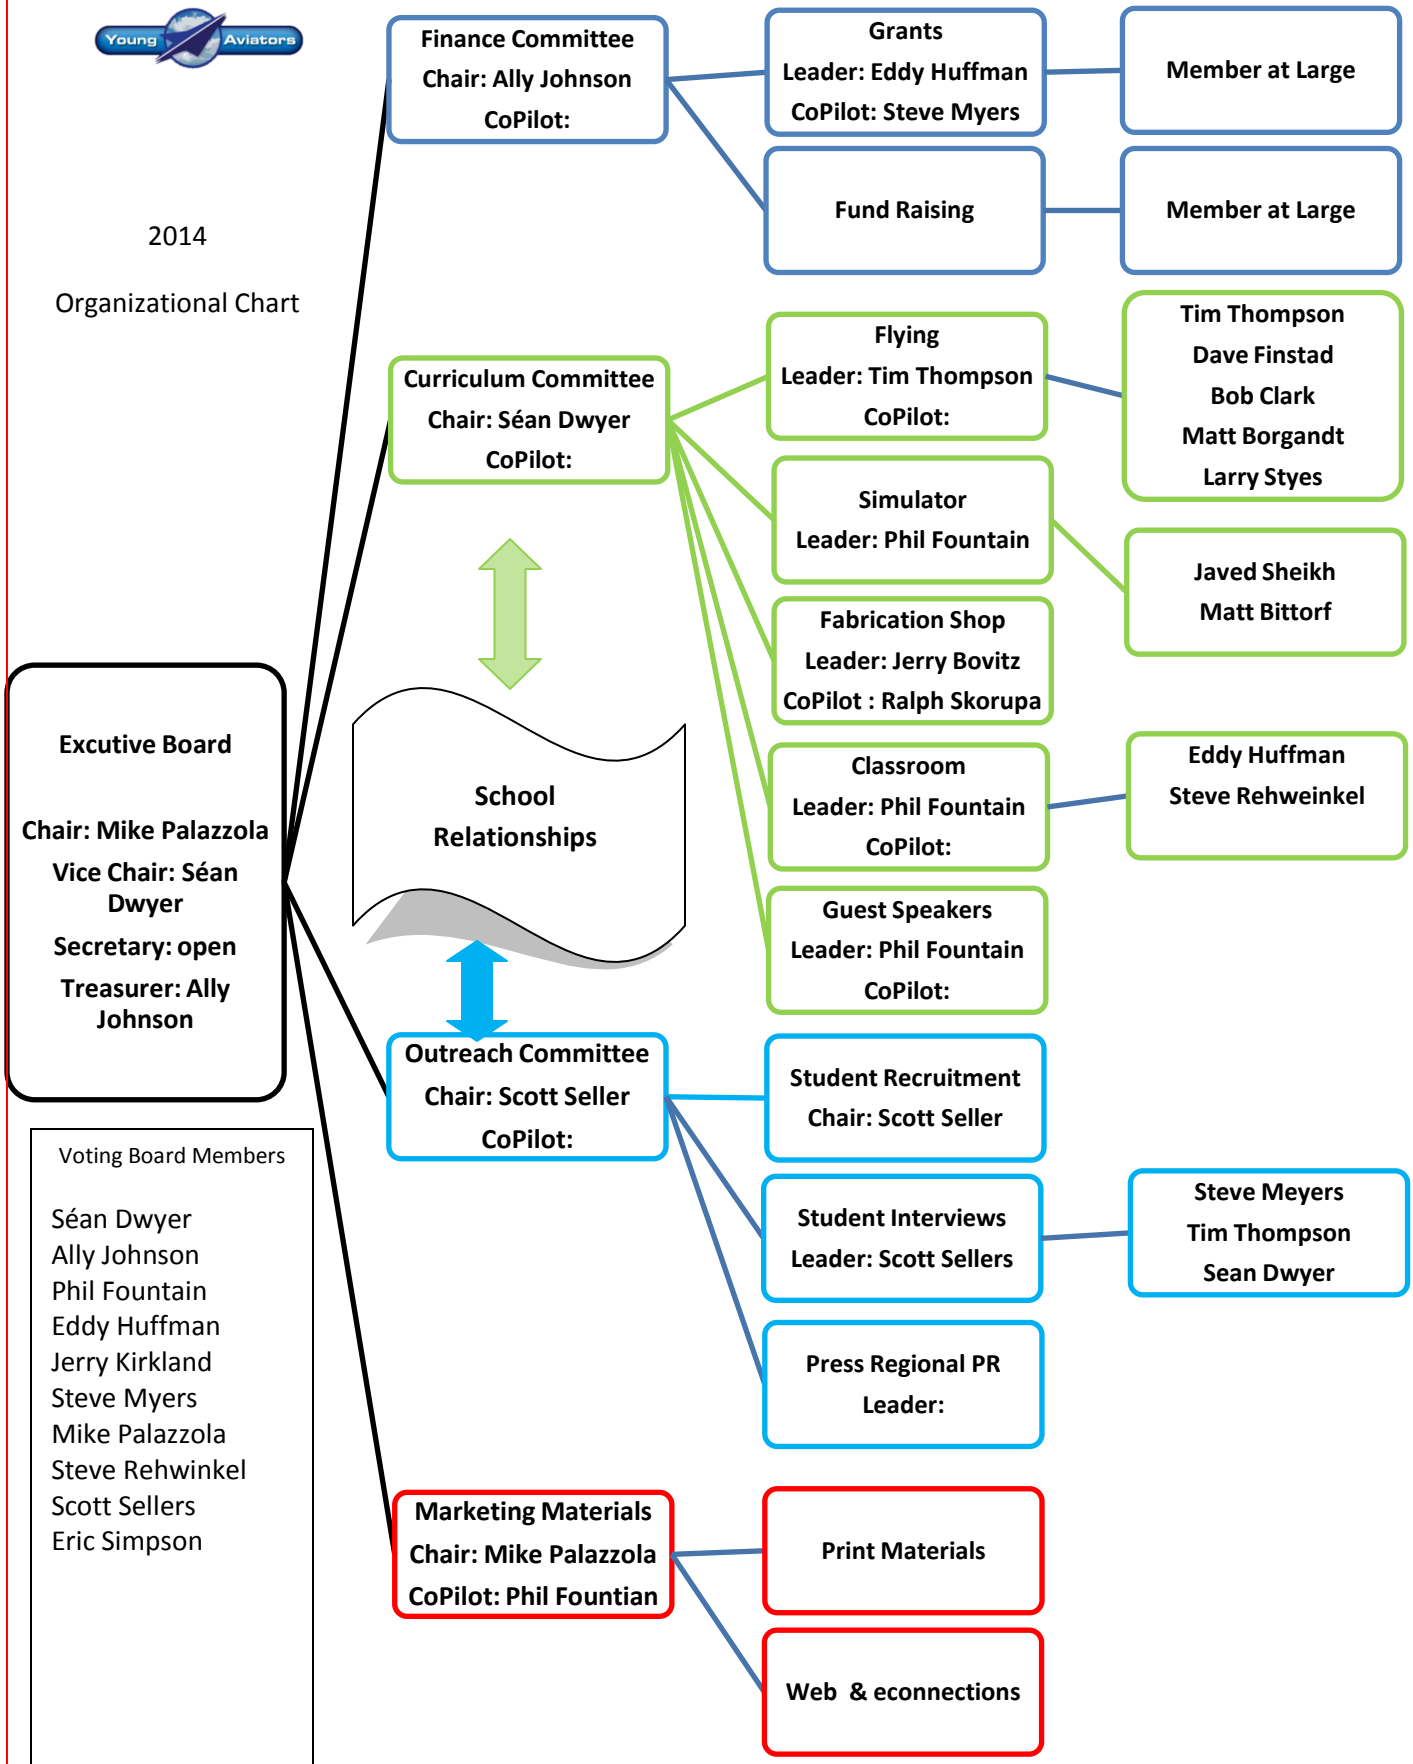 Young Aviators
2014
Organizational Chart
Excutive Board
Chair: Mike Palazzola
Vice Chair: Séan
Dwyer
Secretary: open
Treasurer: Ally
Johnson
Voting Board Members
Séan Dwyer
Ally Johnson
Phil Fountain
Eddy Huffman
Jerry Kirkland
Steve Myers
Mike Palazzola
Steve Rehwinkel
Scott Sellers
Eric Simpson
Finance Committee
Chair: Ally Johnson
CoPilot:
Grants
Leader: Eddy Huffman
CoPilot: Steve Myers
Member at Large
Fund Raising
Member at Large
Curriculum Committee
Chair: Séan Dwyer
CoPilot:
Flying
Leader: Tim Thompson
CoPilot:
Tim Thompson
Dave Finstad
Bob Clark
Matt Borgandt
Larry Styes
Simulator
Leader: Phil Fountain
Javed Sheikh
Matt Bittorf
Fabrication Shop
Leader: Jerry Bovitz
CoPilot : Ralph Skorupa
Classroom
Leader: Phil Fountain
CoPilot:
Eddy Huffman
Steve Rehweinkel
Guest Speakers
Leader: Phil Fountain
CoPilot:
School
Relationships
Outreach Committee
Chair: Scott Seller
CoPilot:
Student Recruitment
Chair: Scott Seller
Student Interviews
Leader: Scott Sellers
Steve Meyers
Tim Thompson
Sean Dwyer
Press Regional PR
Leader:
Marketing Materials
Chair: Mike Palazzola
CoPilot: Phil Fountian
Print Materials
Web & econnections